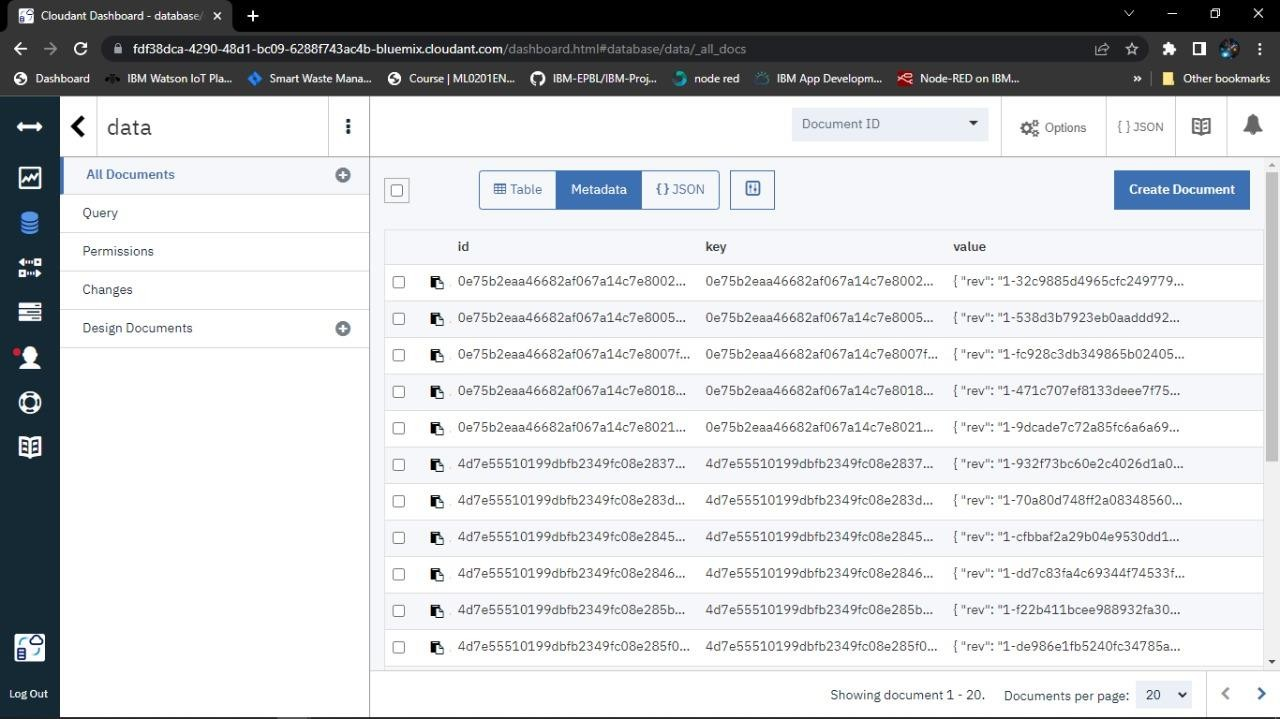 Cloudant Dashboard - database/
fdf38dca-4290-48d1-bc09-6288f743ac4b-bluemix.cloudant.com/dashboard.html#database/data/_all_docs
Dashboard IBM Watson IoT Pla... Smart Waste Mana... Course | ML0201EN... IBM-EPBL/IBM-Proj... node red IBM App Developm... Node-RED on IBM... » Other bookmarks
data Document ID Options { } JSON
All Documents
Query
Permissions
Changes
Design Documents
Log Out
Table Metadata { } JSON Create Document
id key value
0e75b2eaa46682af067a14c7e8002... 0e75b2eaa46682af067a14c7e8002... { "rev": "1-32c9885d4965cfc249779...
0e75b2eaa46682af067a14c7e8005... 0e75b2eaa46682af067a14c7e8005... { "rev": "1-538d3b7923eb0aaddd92...
0e75b2eaa46682af067a14c7e8007f... 0e75b2eaa46682af067a14c7e8007f... { "rev": "1-fc928c3db349865b02405...
0e75b2eaa46682af067a14c7e8018... 0e75b2eaa46682af067a14c7e8018... { "rev": "1-471c707ef8133deee7f75...
0e75b2eaa46682af067a14c7e8021... 0e75b2eaa46682af067a14c7e8021... { "rev": "1-9dcade7c72a85fc6a6a69...
4d7e55510199dbfb2349fc08e2837... 4d7e55510199dbfb2349fc08e2837... { "rev": "1-932f73bc60e2c4026d1a0...
4d7e55510199dbfb2349fc08e283d... 4d7e55510199dbfb2349fc08e283d... { "rev": "1-70a80d748ff2a08348560...
4d7e55510199dbfb2349fc08e2845... 4d7e55510199dbfb2349fc08e2845... { "rev": "1-cfbbaf2a29b04e9530dd1...
4d7e55510199dbfb2349fc08e2846... 4d7e55510199dbfb2349fc08e2846... { "rev": "1-dd7c83fa4c69344f74533f...
4d7e55510199dbfb2349fc08e285b... 4d7e55510199dbfb2349fc08e285b... { "rev": "1-f22b411bcee988932fa30...
4d7e55510199dbfb2349fc08e285f0... 4d7e55510199dbfb2349fc08e285f0... { "rev": "1-de986e1fb5240fc34785a...
Showing document 1 - 20. Documents per page: 20